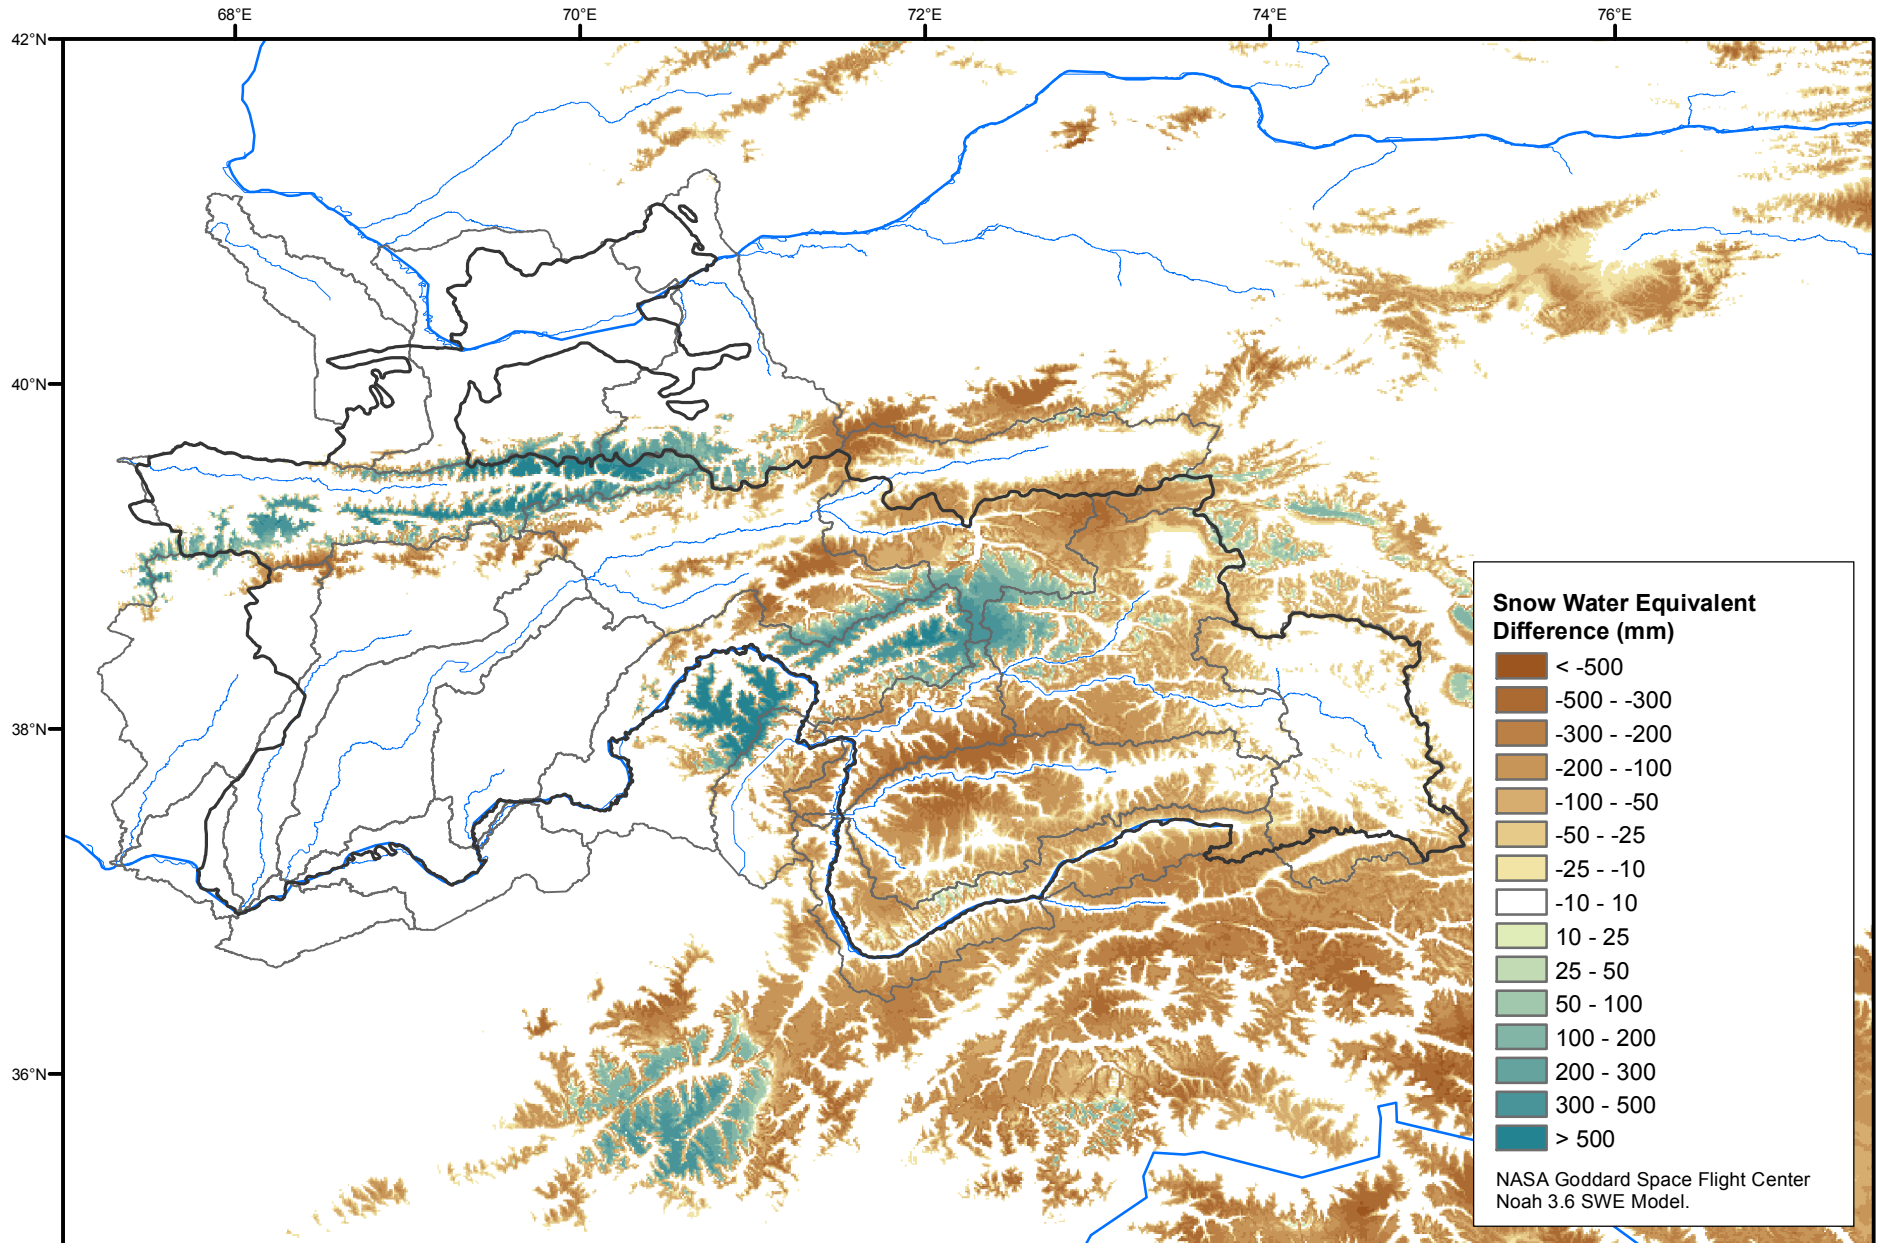 68°E 70°E 72°E 74°E 76°E
42°N
40°N
38°N
36°N
Snow Water Equivalent
Difference (mm)
< -500
-500 - -300
-300 - -200
-200 - -100
-100 - -50
-50 - -25
-25 - -10
-10 - 10
10 - 25
25 - 50
50 - 100
100 - 200
200 - 300
300 - 500
> 500
NASA Goddard Space Flight Center
Noah 3.6 SWE Model.